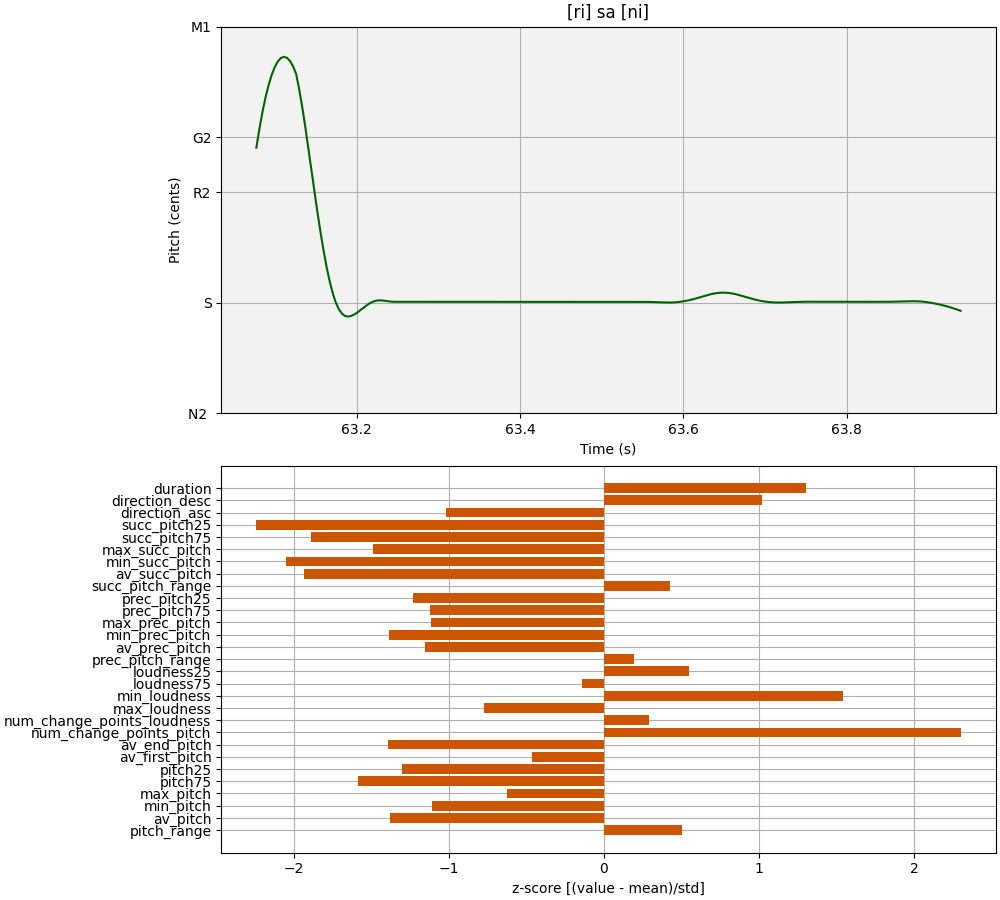 [ri] sa [ni]
M1
G2
R2
S
N2
Pitch (cents)
63.2 63.4 63.6 63.8
Time (s)
duration
direction_desc
direction_asc
succ_pitch25
succ_pitch75
max_succ_pitch
min_succ_pitch
av_succ_pitch
succ_pitch_range
prec_pitch25
prec_pitch75
max_prec_pitch
min_prec_pitch
av_prec_pitch
prec_pitch_range
loudness25
loudness75
min_loudness
max_loudness
num_change_points_loudness
num_change_points_pitch
av_end_pitch
av_first_pitch
pitch25
pitch75
max_pitch
min_pitch
av_pitch
pitch_range
−2 −1 0 1 2
z-score [(value - mean)/std]